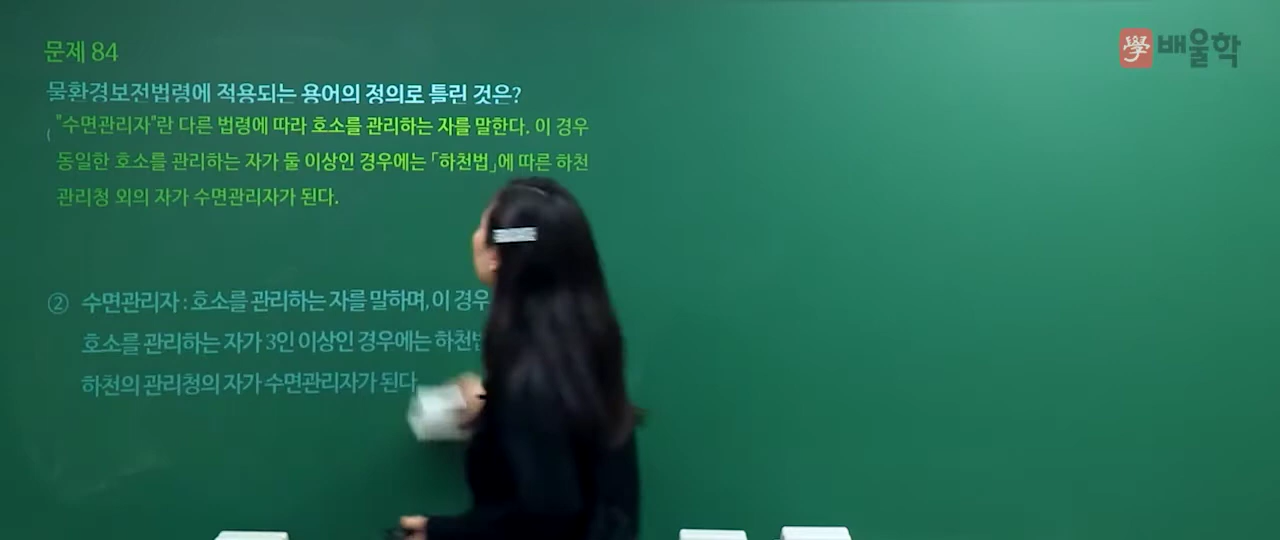 문제 84
學 배울학
물환경보전법령에 적용되는 용어의 정의로 틀린 것은?
"수면관리자"란 다른 법령에 따라 호소를 관리하는 자를 말한다. 이 경우
동일한 호소를 관리하는 자가 둘 이상인 경우에는 「하천법」에 따른 하천
관리청 외의 자가 수면관리자가 된다.
② 수면관리자 : 호소를 관리하는 자를 말하며, 이 경우
호소를 관리하는 자가 3인 이상인 경우에는
하천의 관리청의 자가 수면관리자가 된다